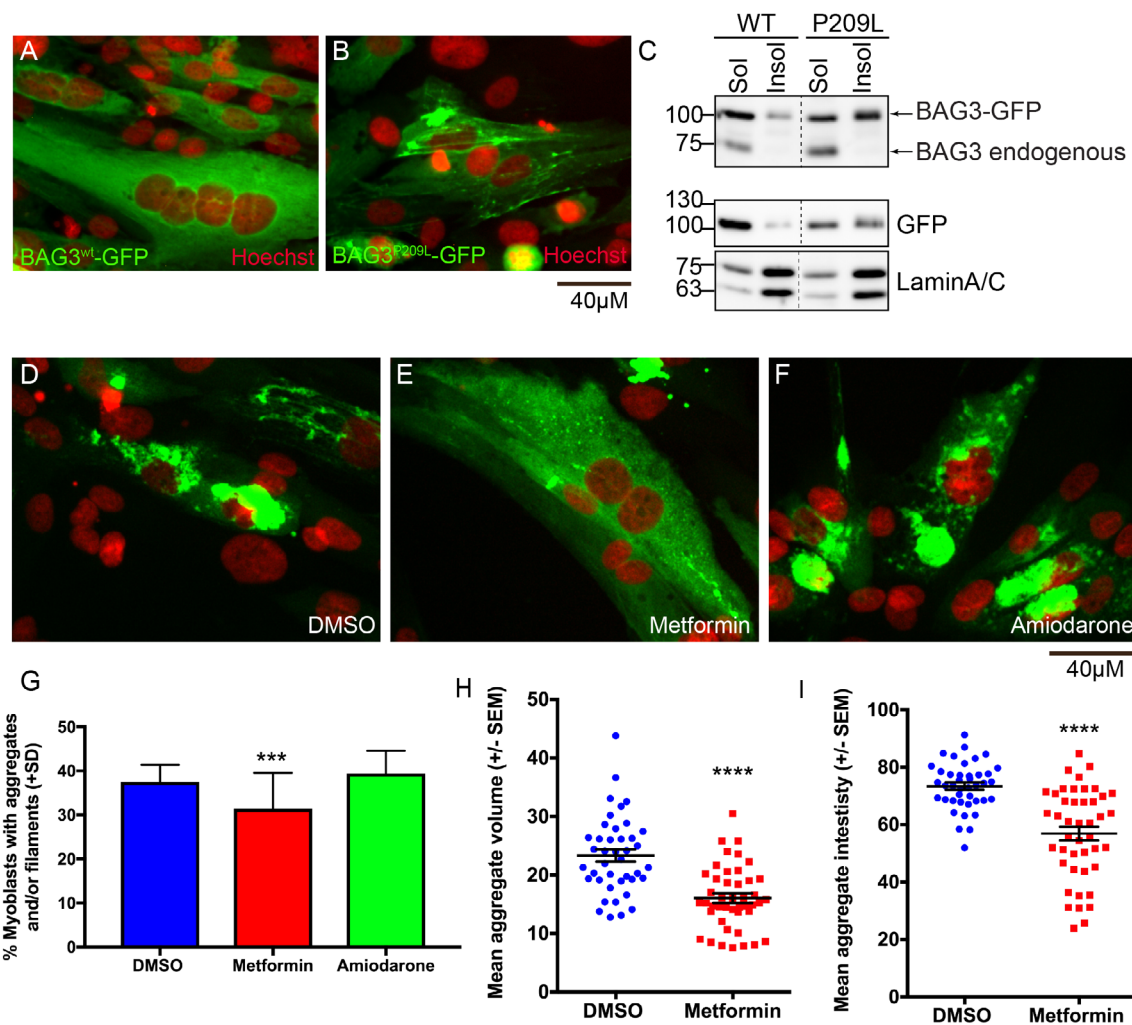 A
BAG3wt-GFP
Hoechst
B
BAG3P209L-GFP
Hoechst
40µM
C
WT
P209L
Sol
Insol
Sol
Insol
100
75
BAG3-GFP
BAG3 endogenous
130
100
GFP
75
63
LaminA/C
D
DMSO
E
Metformin
F
Amiodarone
40µM
G
% Myoblasts with aggregates
and/or filaments (+SD)
50
40
30
20
10
0
***
DMSO
Metformin
Amiodarone
H
Mean aggregate volume (+/- SEM)
50
40
30
20
10
0
****
DMSO
Metformin
I
Mean aggregate intestisty (+/- SEM)
100
80
60
40
20
0
****
DMSO
Metformin